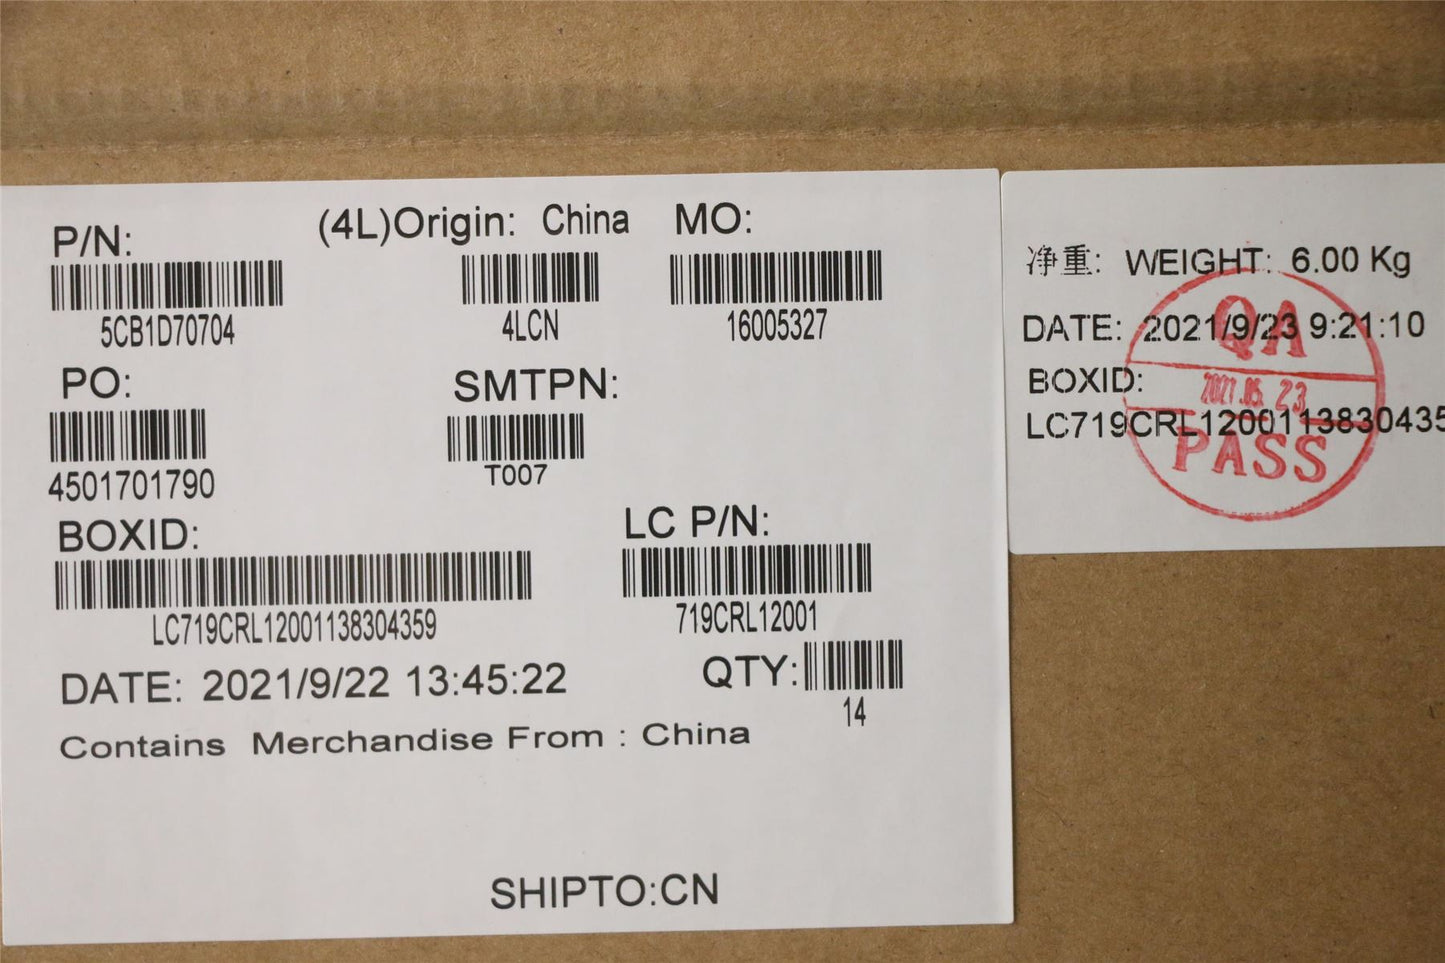 P/N:
(4L)Origin: China
MO:
5CB1D70704
4LCN
16005327
PO:
SMTPN:
4501701790
T007
BOXID:
LC P/N:
LC719CRL12001138304359
719CRL12001
DATE: 2021/9/22 13:45:22
QTY:
14
Contains Merchandise From : China
SHIPTO:CN
净重: WEIGHT: 6.00 Kg
DATE: 2021/9/23 9:21:10
BOXID:
LC719CRL1200113830435
QA
PASS